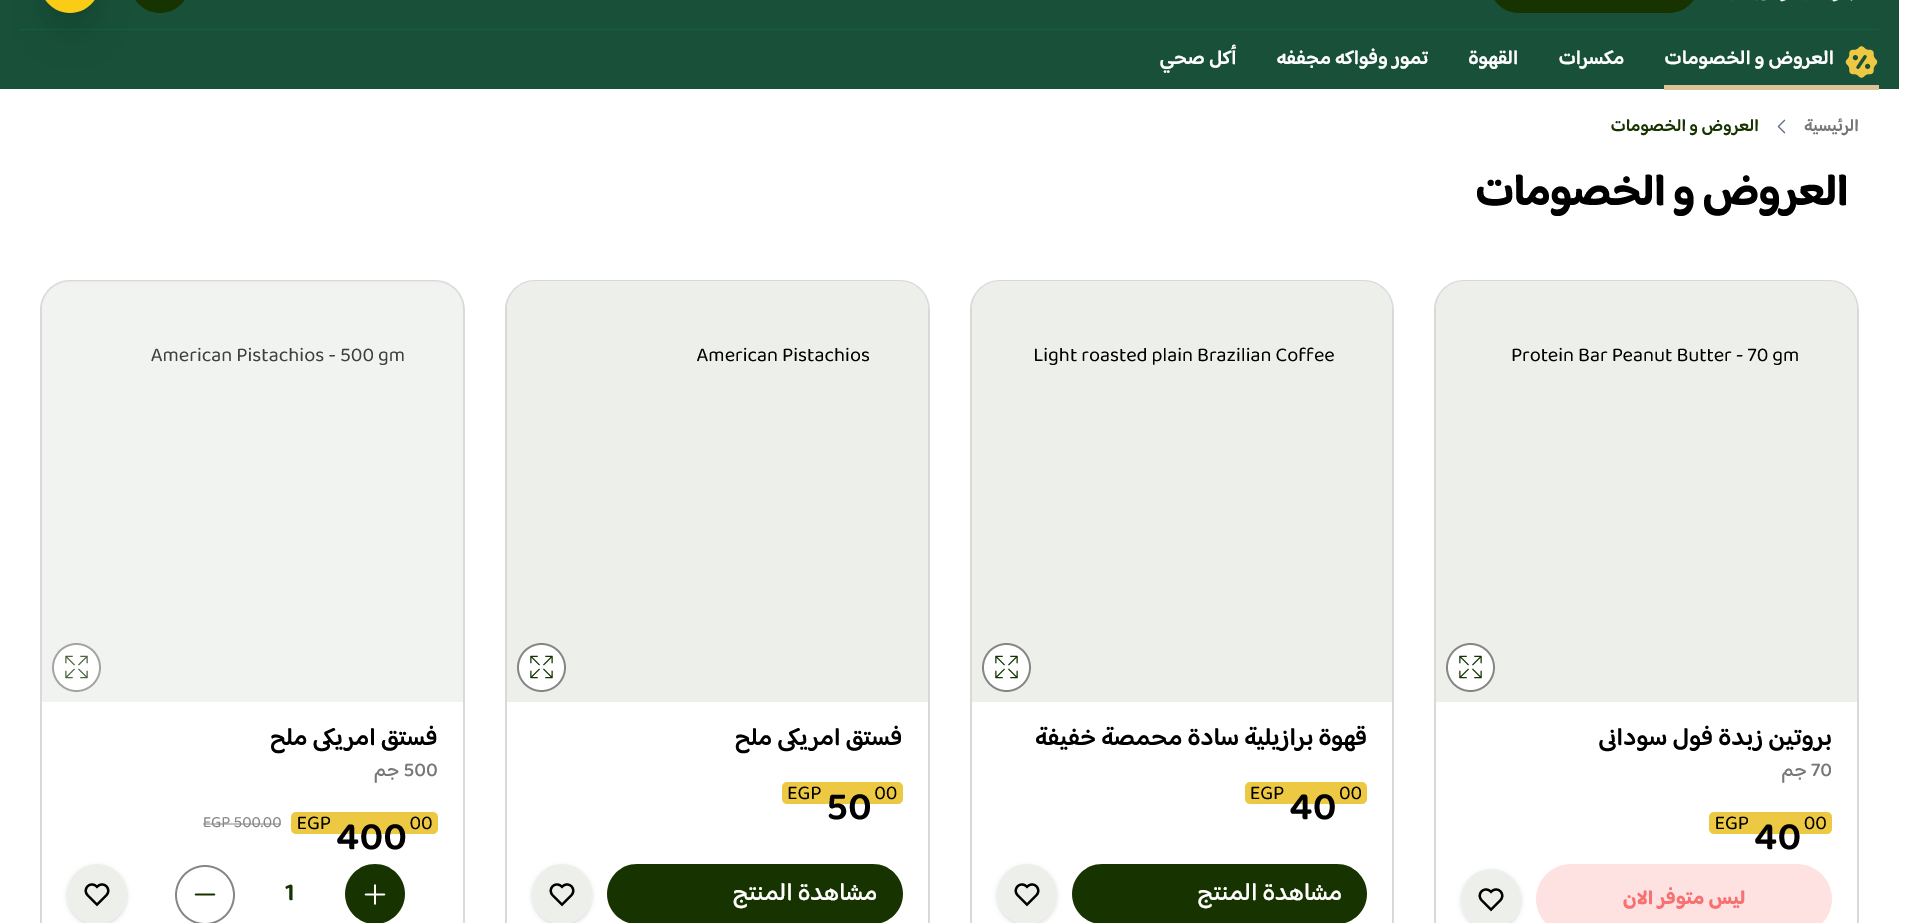 العروض و الخصومات
مكسرات
القهوة
تمور وفواكه مجففه
أكل صحي
الرئيسية
العروض و الخصومات
العروض و الخصومات
Protein Bar Peanut Butter - 70 gm
بروتين زبدة فول سودانى
70 جم
EGP 40 00
ليس متوفر الان
Light roasted plain Brazilian Coffee
قهوة برازيلية سادة محمصة خفيفة
EGP 40 00
مشاهدة المنتج
American Pistachios
فستق امريكى ملح
EGP 50 00
مشاهدة المنتج
American Pistachios - 500 gm
فستق امريكى ملح
500 جم
EGP 400 00
EGP 500.00
1